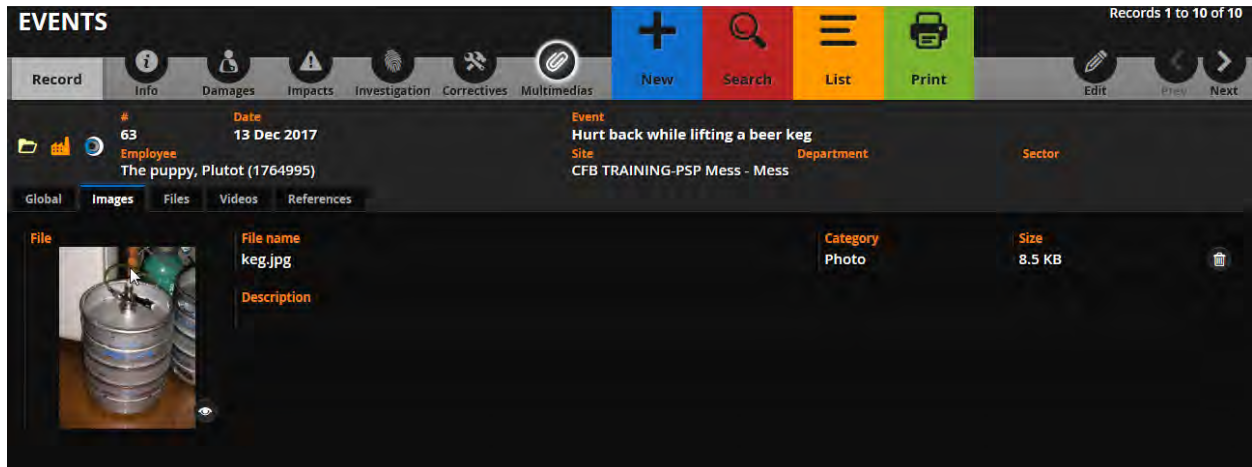 EVENTS
Records 1 to 10 of 10
Record
Info
Damages
Impacts
Investigation
Correctives
Multimedias
New
Search
List
Print
Edit
Prev
Next
#
63
Date
13 Dec 2017
Event
Hurt back while lifting a beer keg
Employee
The puppy, Plutot (1764995)
Site
CFB TRAINING-PSP Mess - Mess
Department
Sector
Global
Images
Files
Videos
References
File
File name
keg.jpg
Category
Photo
Size
8.5 KB
Description